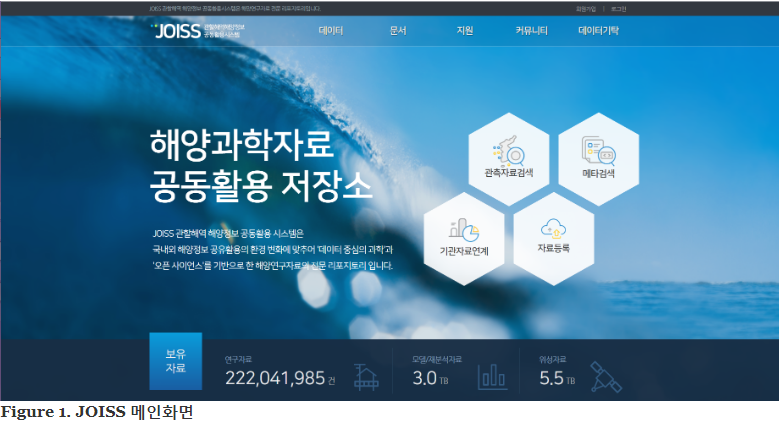 JOISS 관할해역 해양정보 공동활용 시스템은 해양연구자료 전문 리포지토리입니다.
회원가입 | 로그인
JOISS 관할해역해양정보 공동활용시스템
데이터 문서 지원 커뮤니티 데이터기탁
해양과학자료
공동활용 저장소
관측자료검색 메타검색
기관자료연계 자료등록
JOISS 관할해역 해양정보 공동활용 시스템은
국내외 해양정보 공유활용의 환경 변화에 맞추어 '데이터 중심의 과학'과
'오픈 사이언스'를 기반으로 한 해양연구자료의 전문 리포지토리 입니다.
보유
자료
연구자료 모델/재분석자료 위성자료
222,041,985 건 3.0 TB 5.5 TB
Figure 1. JOISS 메인화면